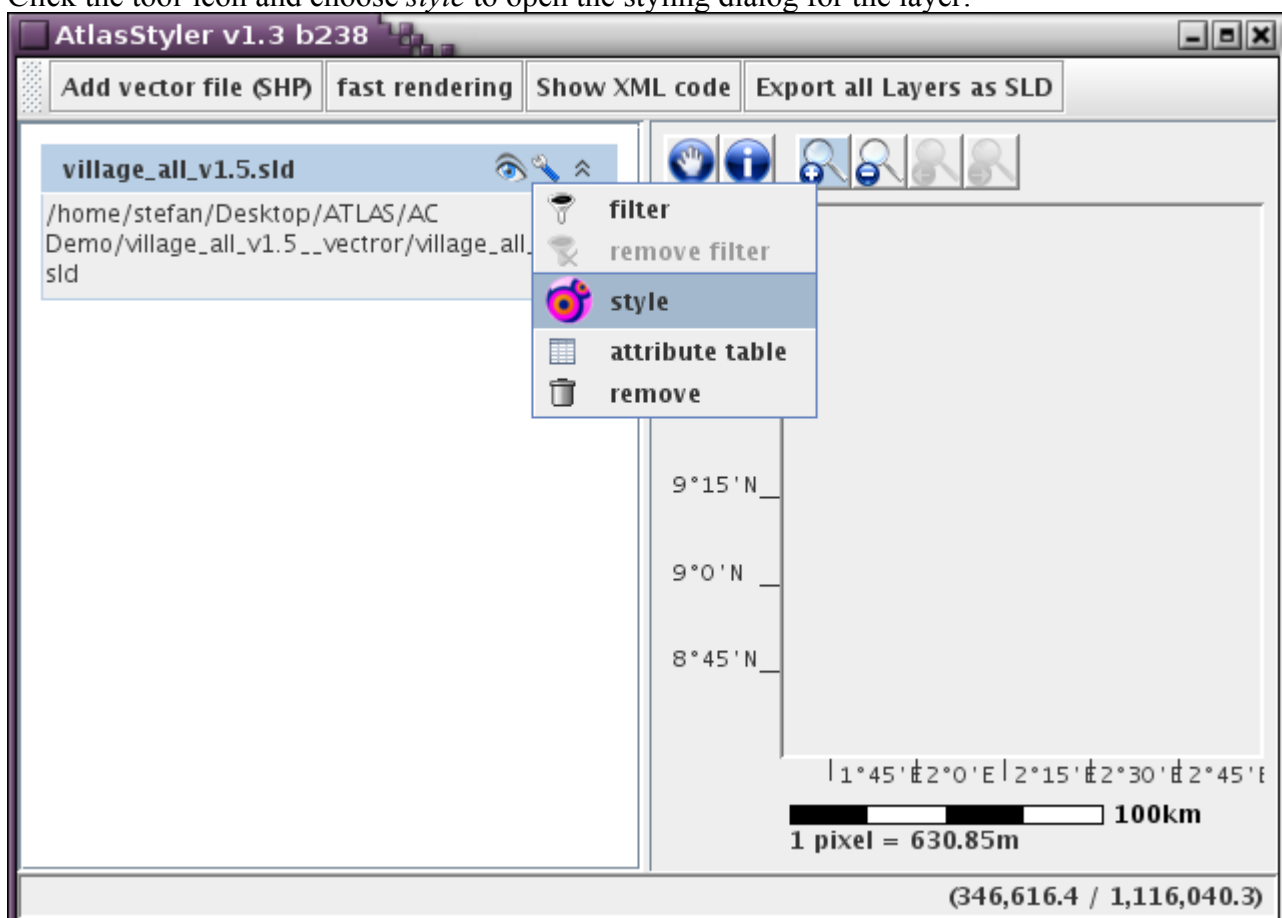 Click the tool icon and choose style to open the styling dialog for the layer.
AtlasStyler v1.3 b238
Add vector file (SHP) fast rendering Show XML code Export all Layers as SLD
village_all_v1.5.sld
/home/stefan/Desktop/ATLAS/AC
Demo/village_all_v1.5__vectror/village_all_
sld
filter
remove filter
style
attribute table
remove
9°15'N
9°0'N
8°45'N
1°45'E 2°0'E 2°15'E 2°30'E 2°45'E
100km
1 pixel = 630.85m
(346,616.4 / 1,116,040.3)